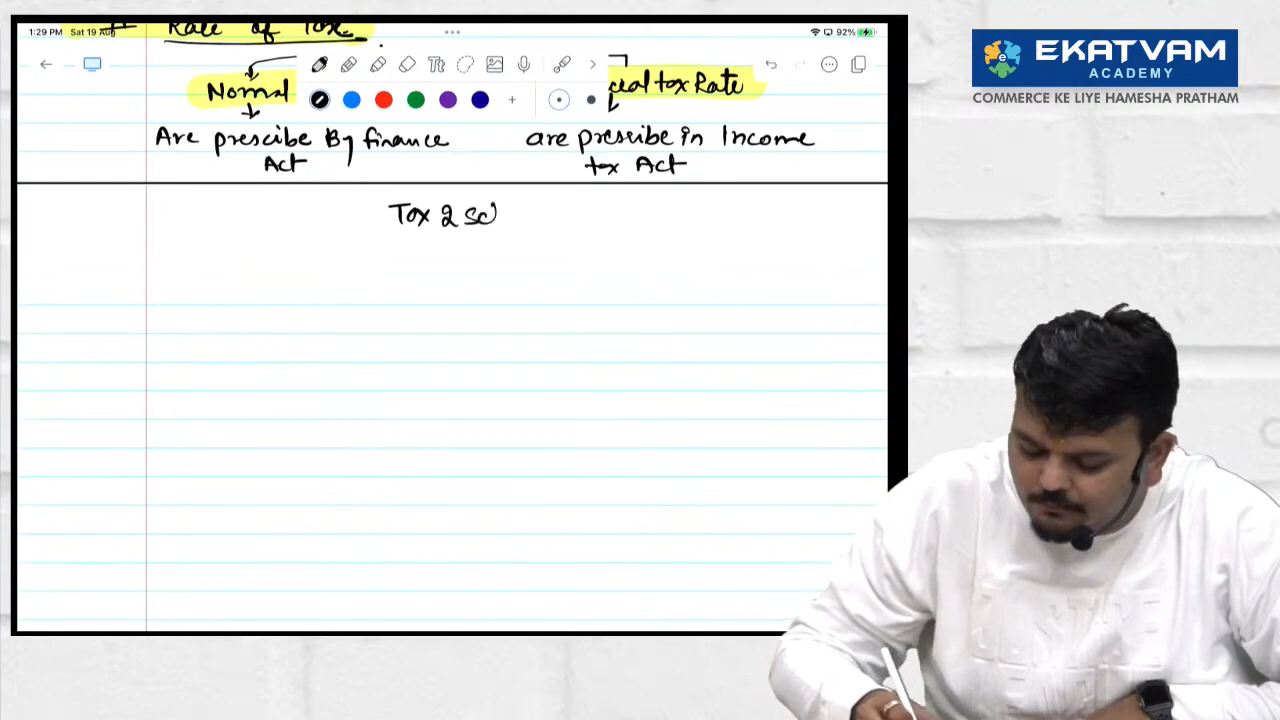 1:29 PM Sat 19 Aug
92%
Rate of Tax
Normal
cial tax Rate
Are prescibe By finance Act
are prescribe in Income tax Act
Tax 2 sc
EKATVAM
ACADEMY
COMMERCE KE LIYE HAMESHA PRATHAM